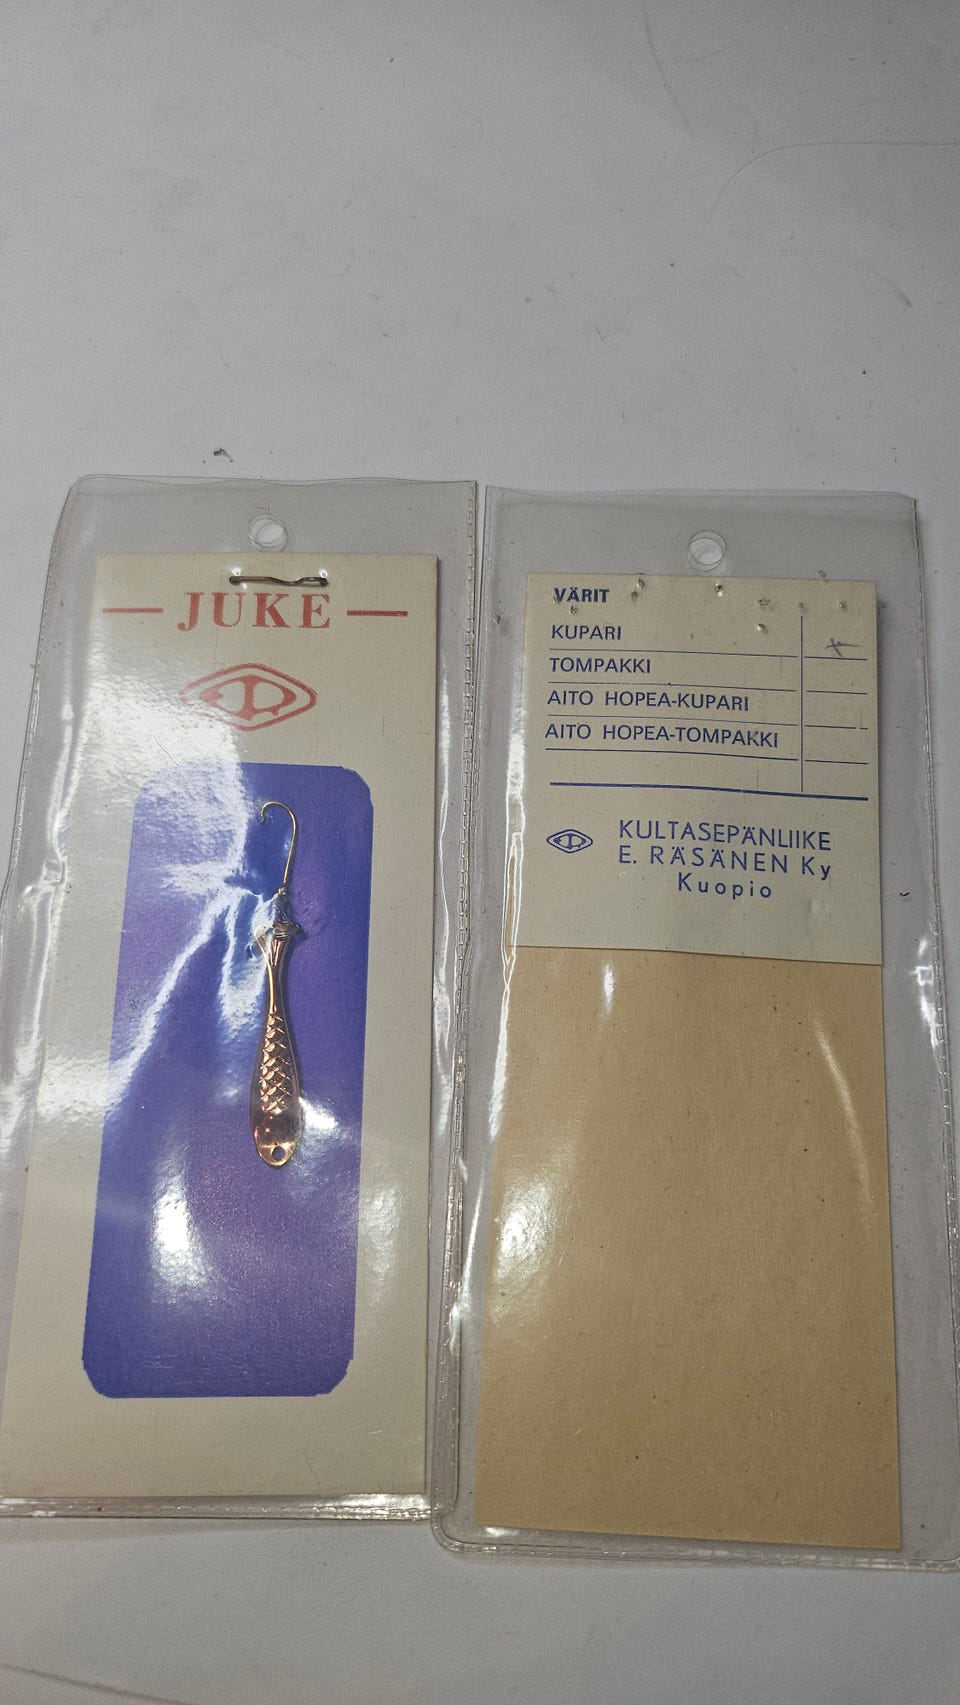 JUKE
VÄRIT
KUPARI
TOMPAKKI
AITO HOPEA-KUPARI
AITO HOPEA-TOMPAKKI
KULTASEPÄNLIIKE
E. RÄSÄNEN Ky
Kuopio